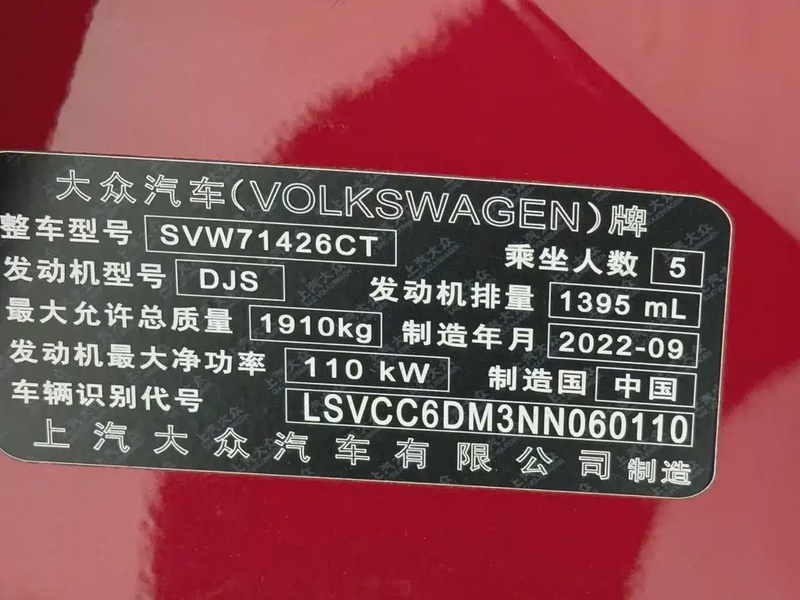 大众汽车(VOLKSWAGEN)牌
整车型号 SVW71426CT 乘坐人数 5
发动机型号 DJS 发动机排量 1395 mL
最大允许总质量 1910kg 制造年月 2022-09
发动机最大净功率 110 kW 制造国 中国
车辆识别代号 LSVCC6DM3NN060110
上汽大众汽车有限公司 制造